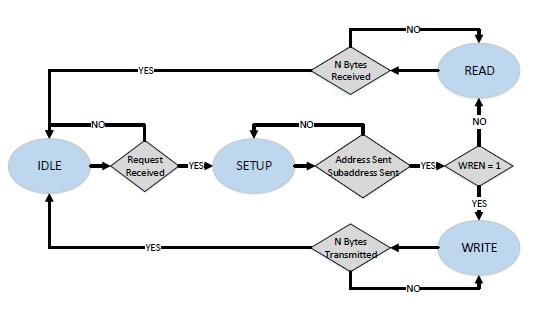 NO
N Bytes
Received
READ
YES
NO
NO
NO
IDLE
Request
Received
YES
SETUP
Address Sent
Subaddress Sent
YES
WREN = 1
YES
N Bytes
Transmitted
WRITE
YES
NO